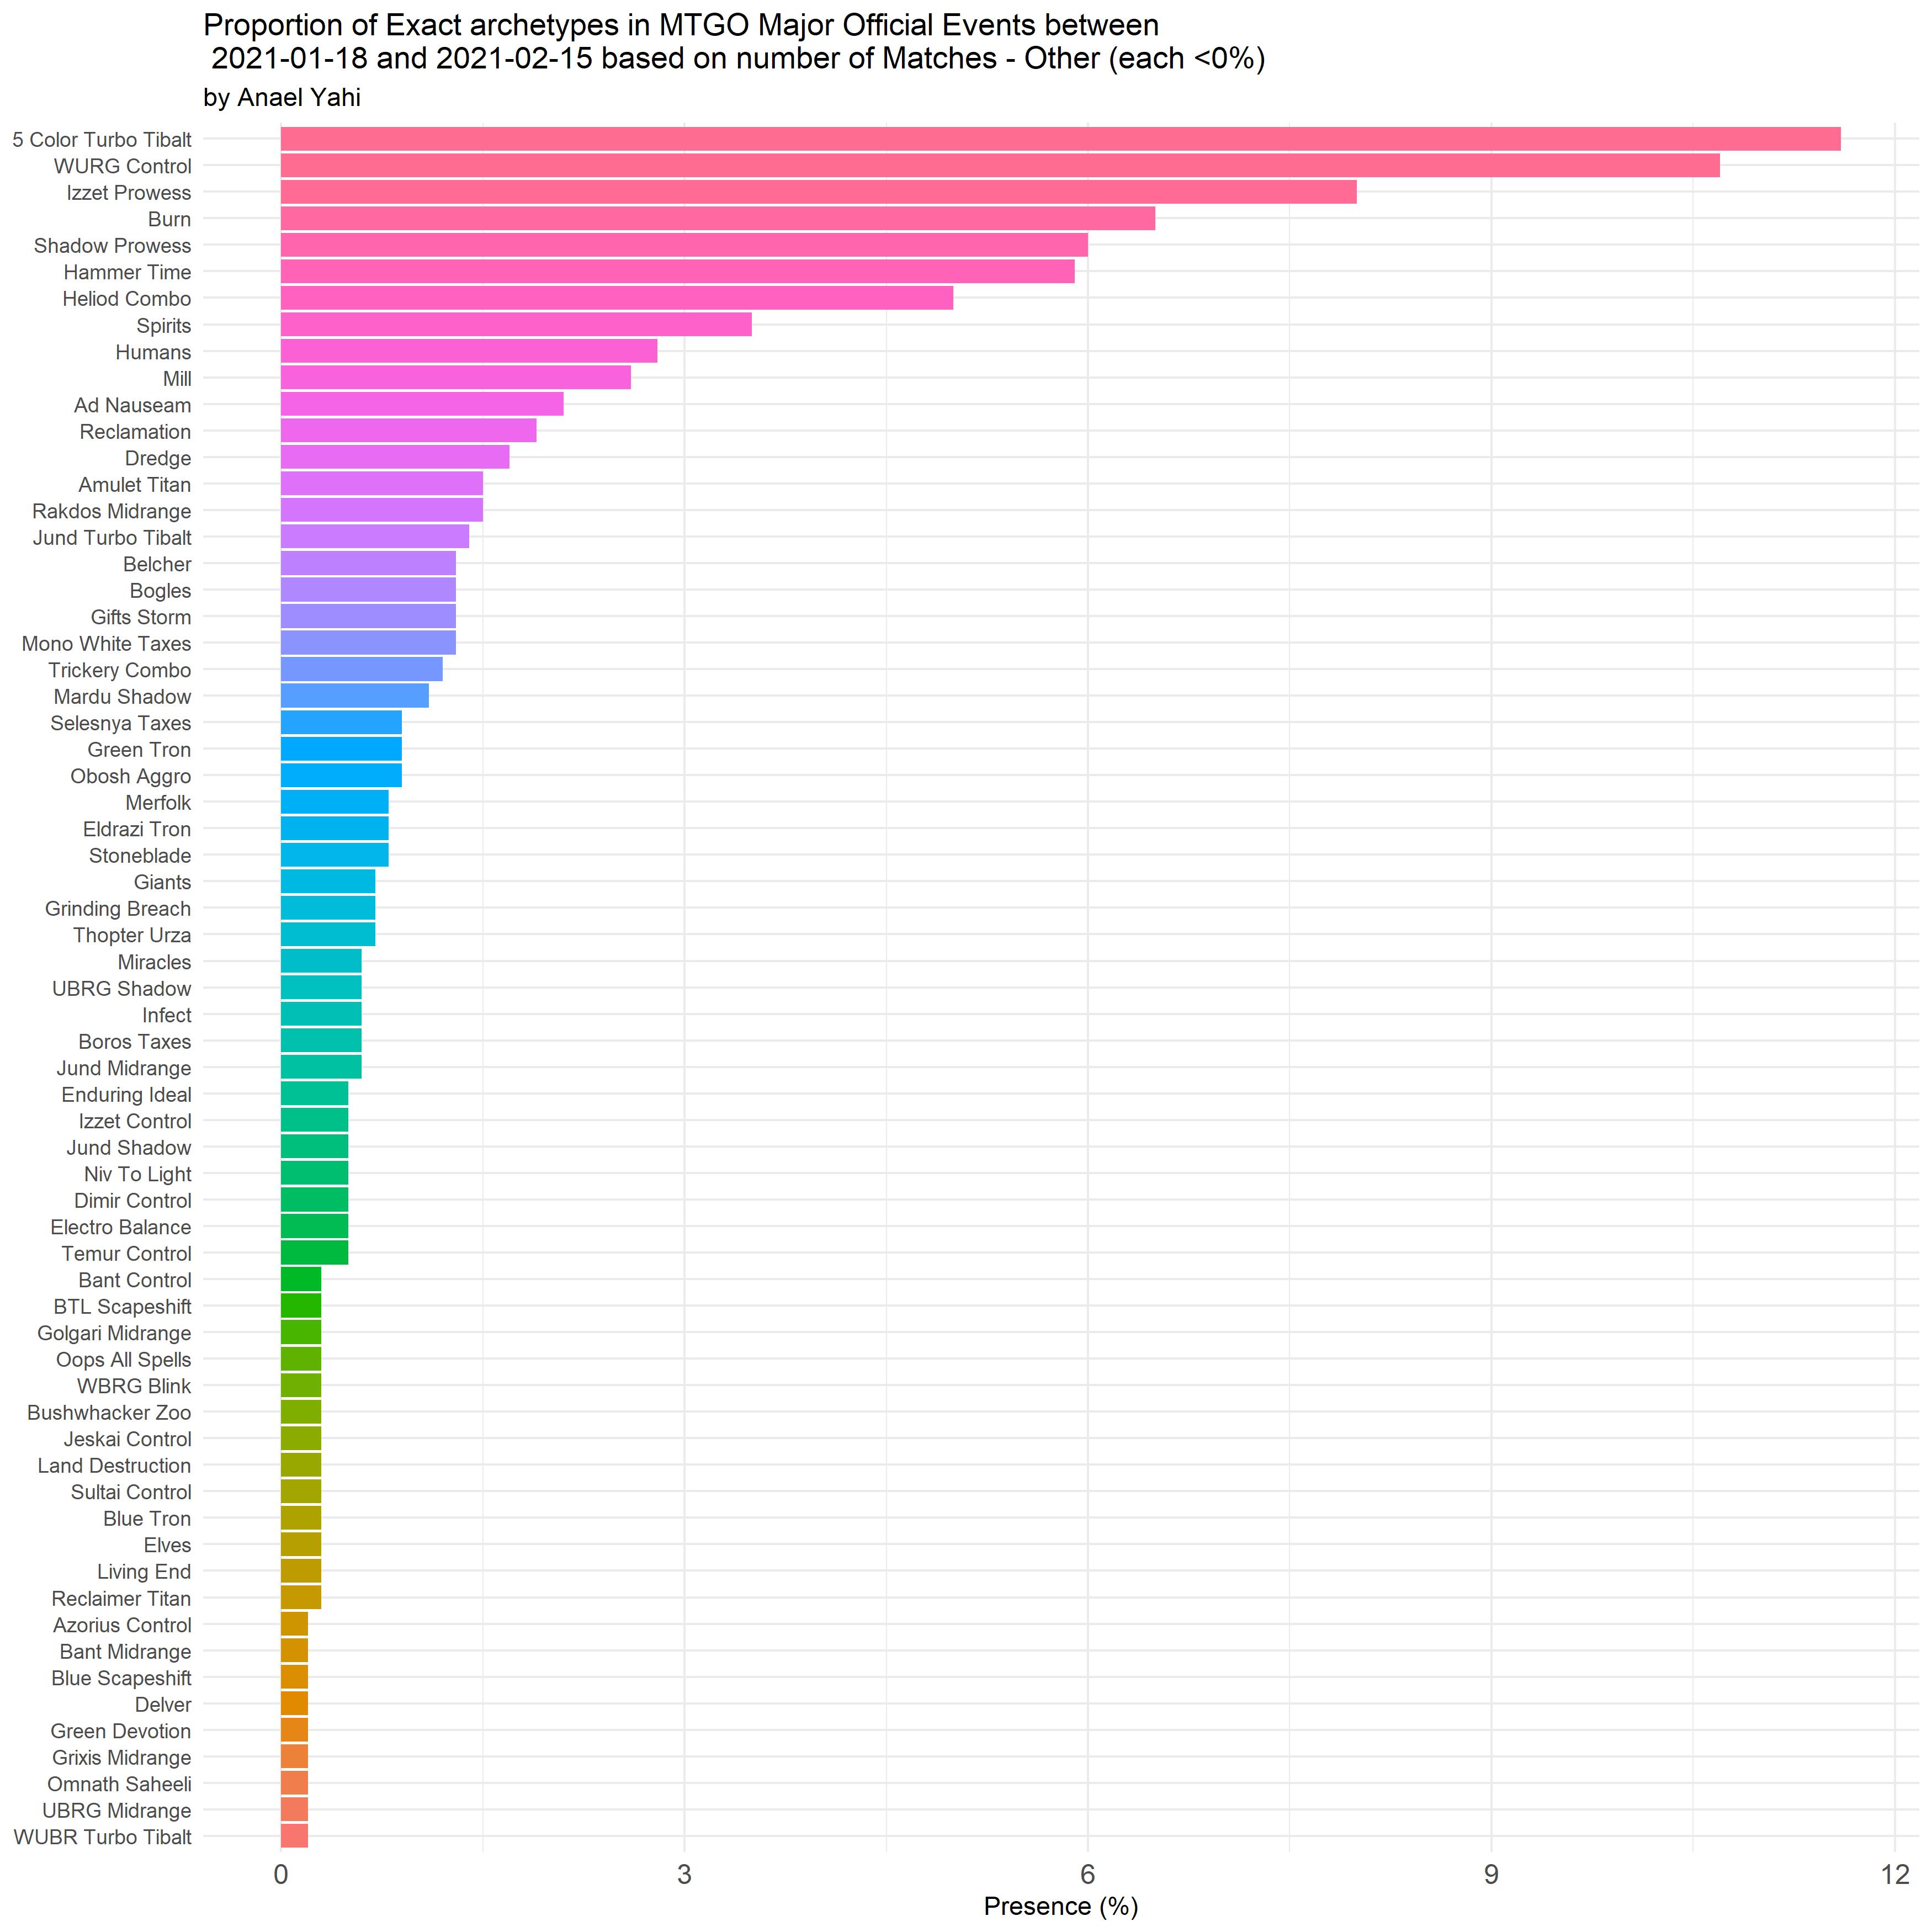 Proportion of Exact archetypes in MTGO Major Official Events between
2021-01-18 and 2021-02-15 based on number of Matches - Other (each <0%)
by Anael Yahi
5 Color Turbo Tibalt
WURG Control
Izzet Prowess
Burn
Shadow Prowess
Hammer Time
Heliod Combo
Spirits
Humans
Mill
Ad Nauseam
Reclamation
Dredge
Amulet Titan
Rakdos Midrange
Jund Turbo Tibalt
Belcher
Bogles
Gifts Storm
Mono White Taxes
Trickery Combo
Mardu Shadow
Selesnya Taxes
Green Tron
Obosh Aggro
Merfolk
Eldrazi Tron
Stoneblade
Giants
Grinding Breach
Thopter Urza
Miracles
UBRG Shadow
Infect
Boros Taxes
Jund Midrange
Enduring Ideal
Izzet Control
Jund Shadow
Niv To Light
Dimir Control
Electro Balance
Temur Control
Bant Control
BTL Scapeshift
Golgari Midrange
Oops All Spells
WBRG Blink
Bushwhacker Zoo
Jeskai Control
Land Destruction
Sultai Control
Blue Tron
Elves
Living End
Reclaimer Titan
Azorius Control
Bant Midrange
Blue Scapeshift
Delver
Green Devotion
Grixis Midrange
Omnath Saheeli
UBRG Midrange
WUBR Turbo Tibalt
0 3 6 9 12
Presence (%)